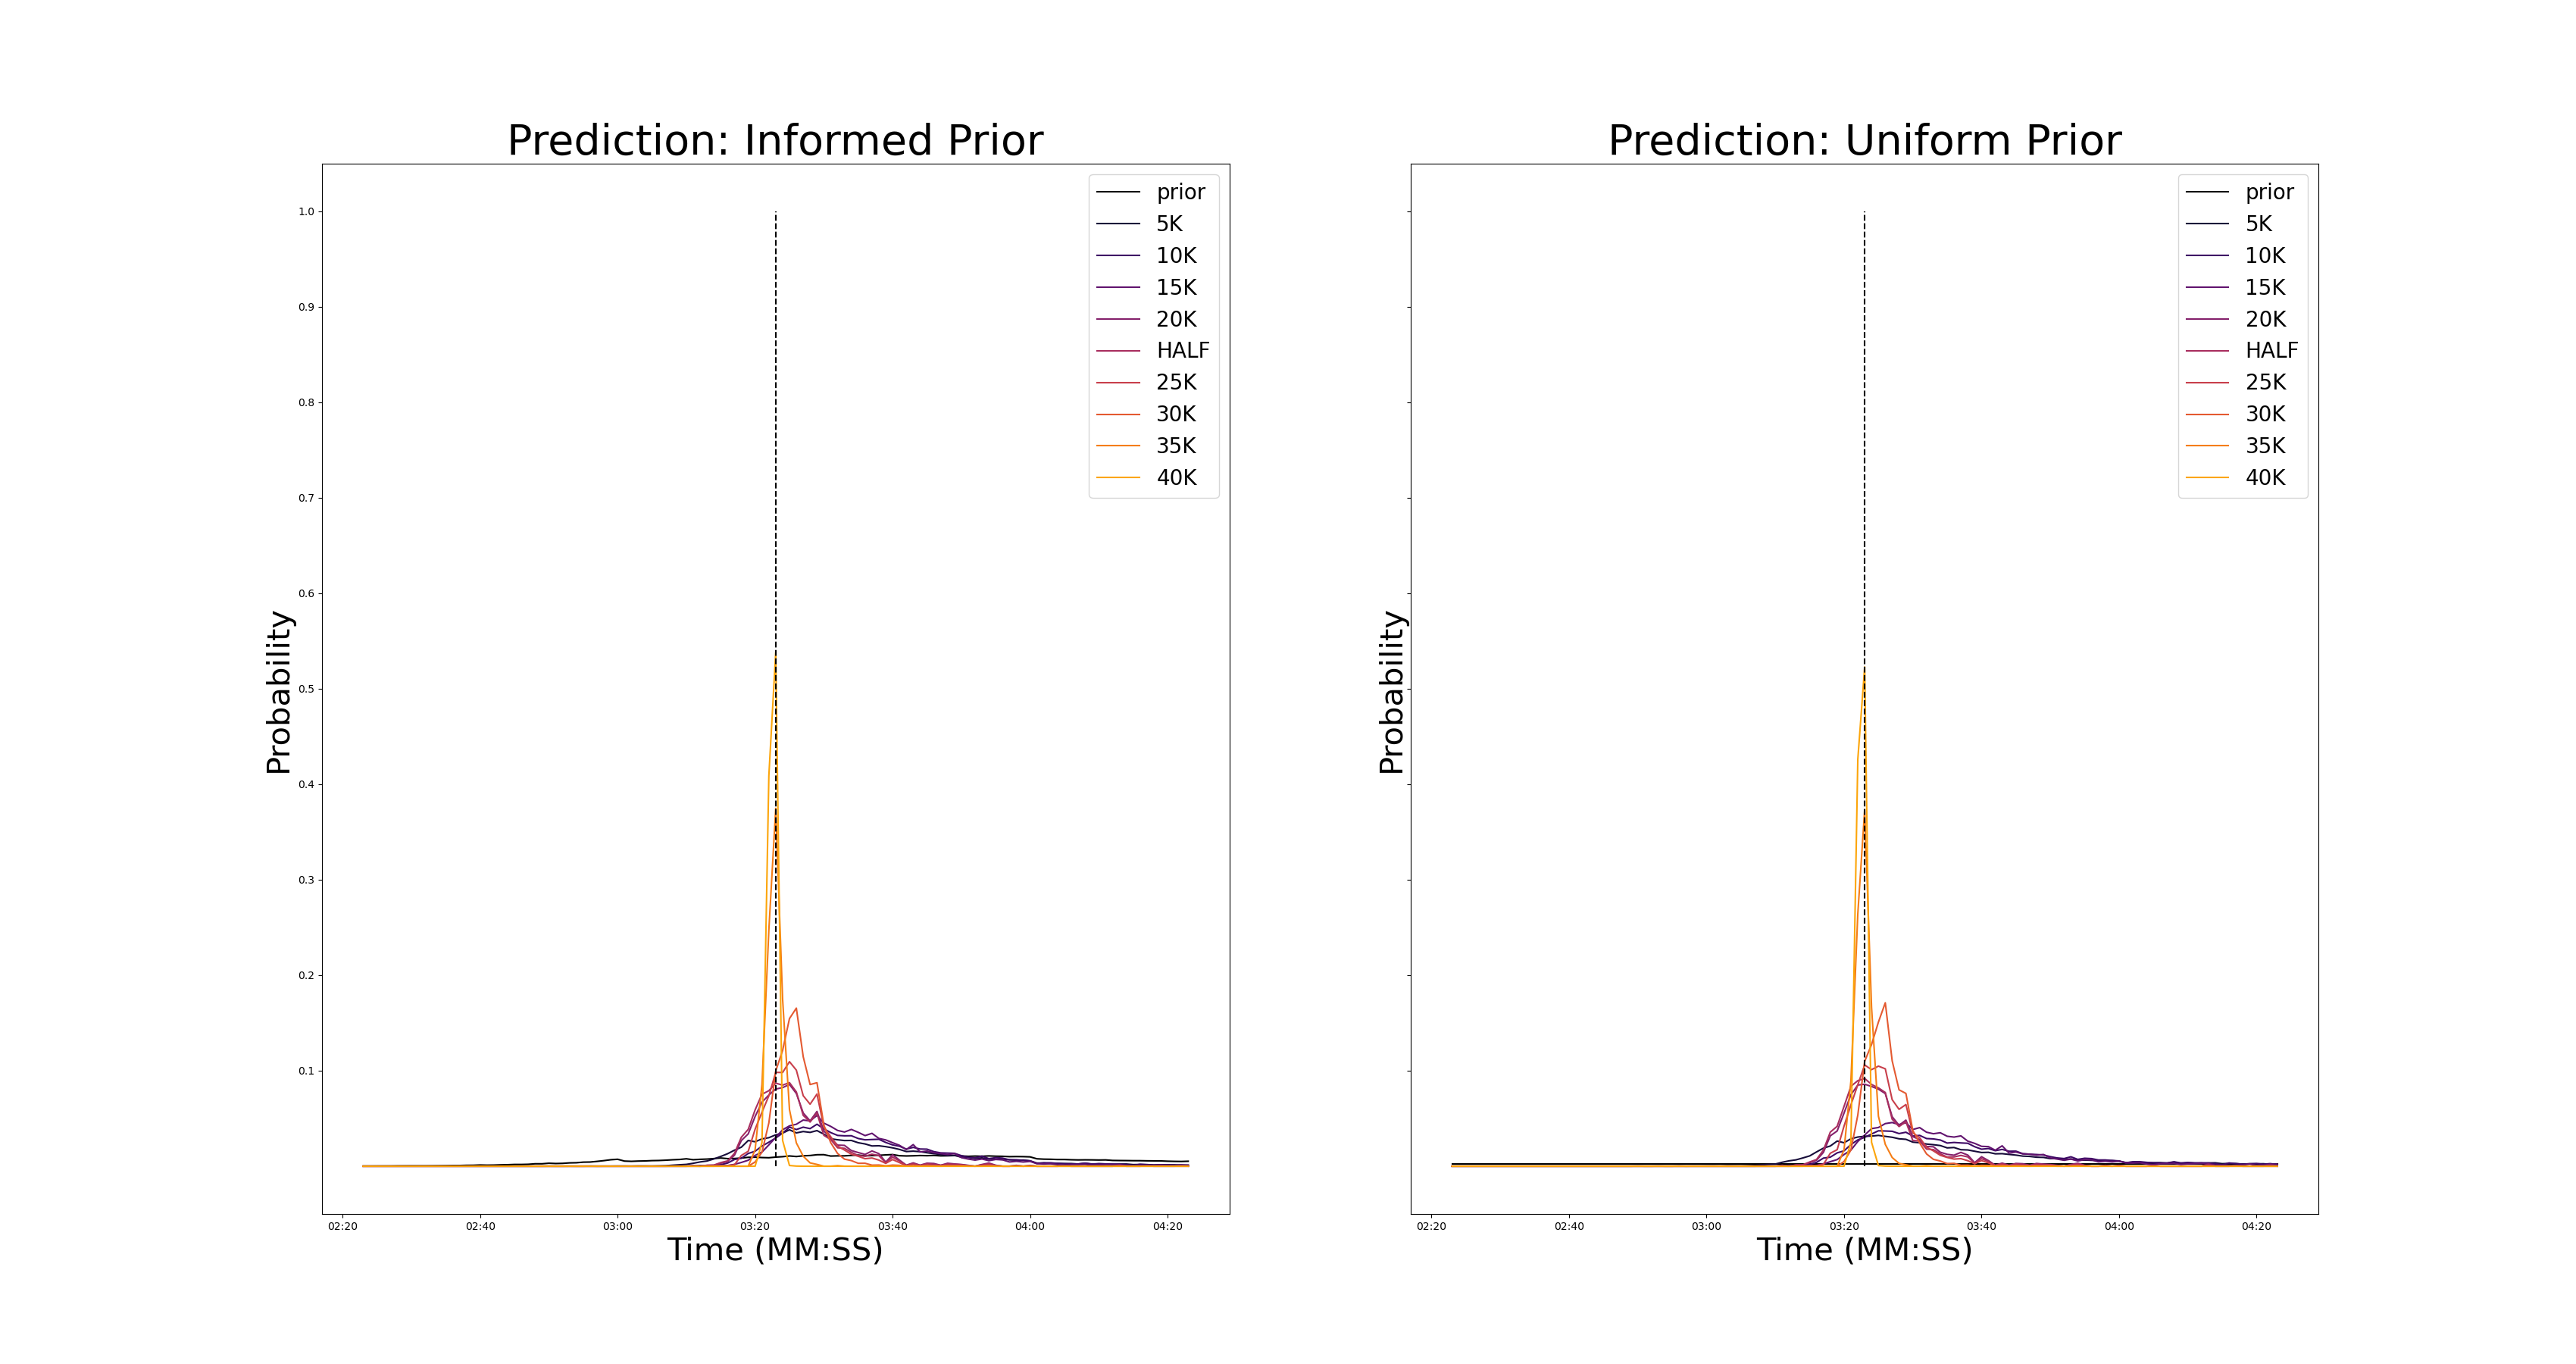 Prediction: Informed Prior
1.0
0.9
0.8
0.7
0.6
0.5
0.4
0.3
0.2
0.1
Probability
prior
5K
10K
15K
20K
HALF
25K
30K
35K
40K
02:20 02:40 03:00 03:20 03:40 04:00 04:20
Time (MM:SS)
Prediction: Uniform Prior
Probability
prior
5K
10K
15K
20K
HALF
25K
30K
35K
40K
02:20 02:40 03:00 03:20 03:40 04:00 04:20
Time (MM:SS)